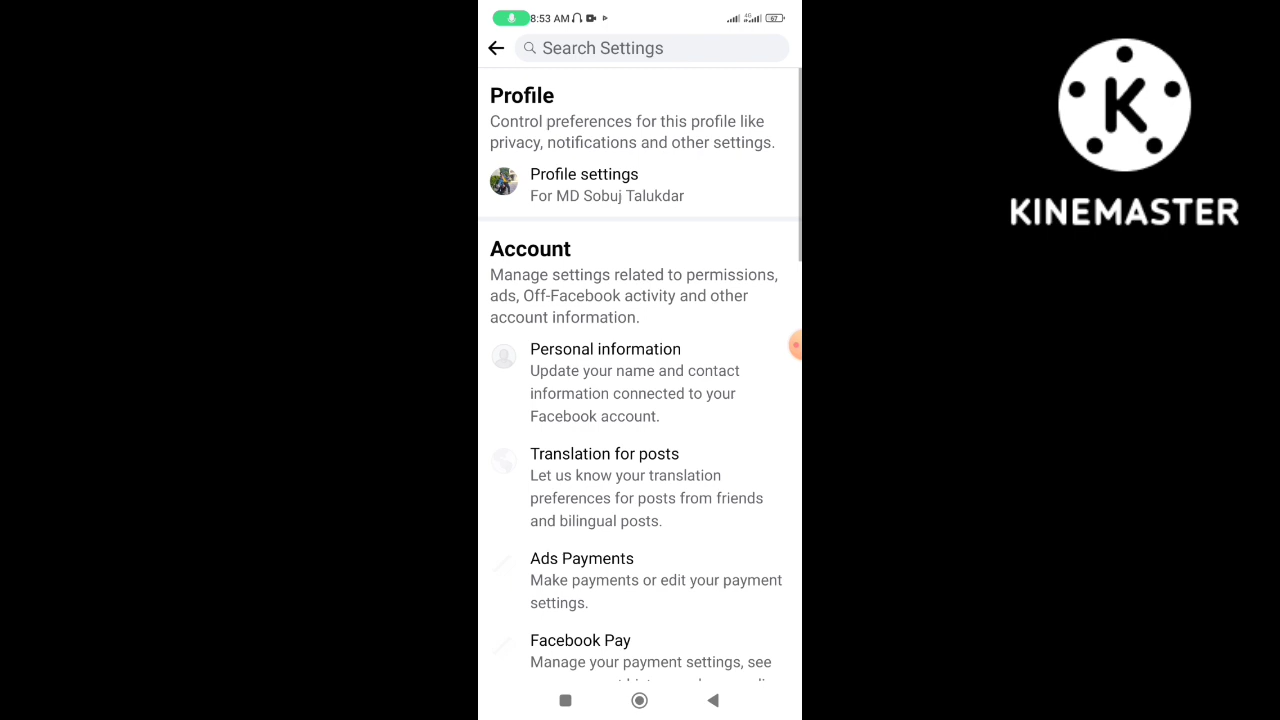 8:53 AM
4G
67
Search Settings
Profile
Control preferences for this profile like
privacy, notifications and other settings.
Profile settings
For MD Sobuj Talukdar
Account
Manage settings related to permissions,
ads, Off-Facebook activity and other
account information.
Personal information
Update your name and contact
information connected to your
Facebook account.
Translation for posts
Let us know your translation
preferences for posts from friends
and bilingual posts.
Ads Payments
Make payments or edit your payment
settings.
Facebook Pay
Manage your payment settings, see
K
KINEMASTER